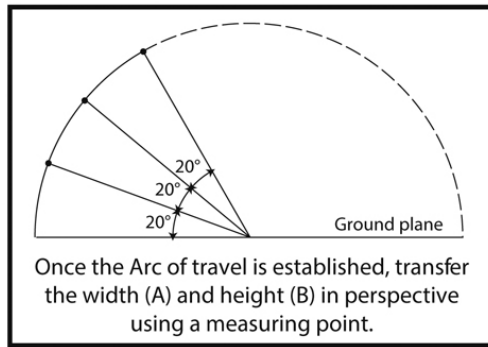 20°
20°
20°
Ground plane
Once the Arc of travel is established, transfer
the width (A) and height (B) in perspective
using a measuring point.